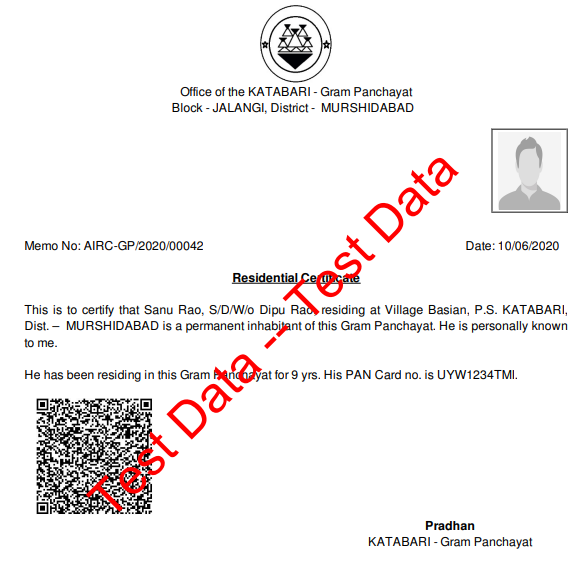 Office of the KATABARI - Gram Panchayat
Block - JALANGI, District - MURSHIDABAD
Memo No: AIRC-GP/2020/00042
Date: 10/06/2020
Residential Certificate
This is to certify that Sanu Rao, S/D/W/o Dipu Rao, residing at Village Basian, P.S. KATABARI,
Dist. – MURSHIDABAD is a permanent inhabitant of this Gram Panchayat. He is personally known
to me.
He has been residing in this Gram Panchayat for 9 yrs. His PAN Card no. is UYW1234TMI.
Test Data -- Test Data
Pradhan
KATABARI - Gram Panchayat